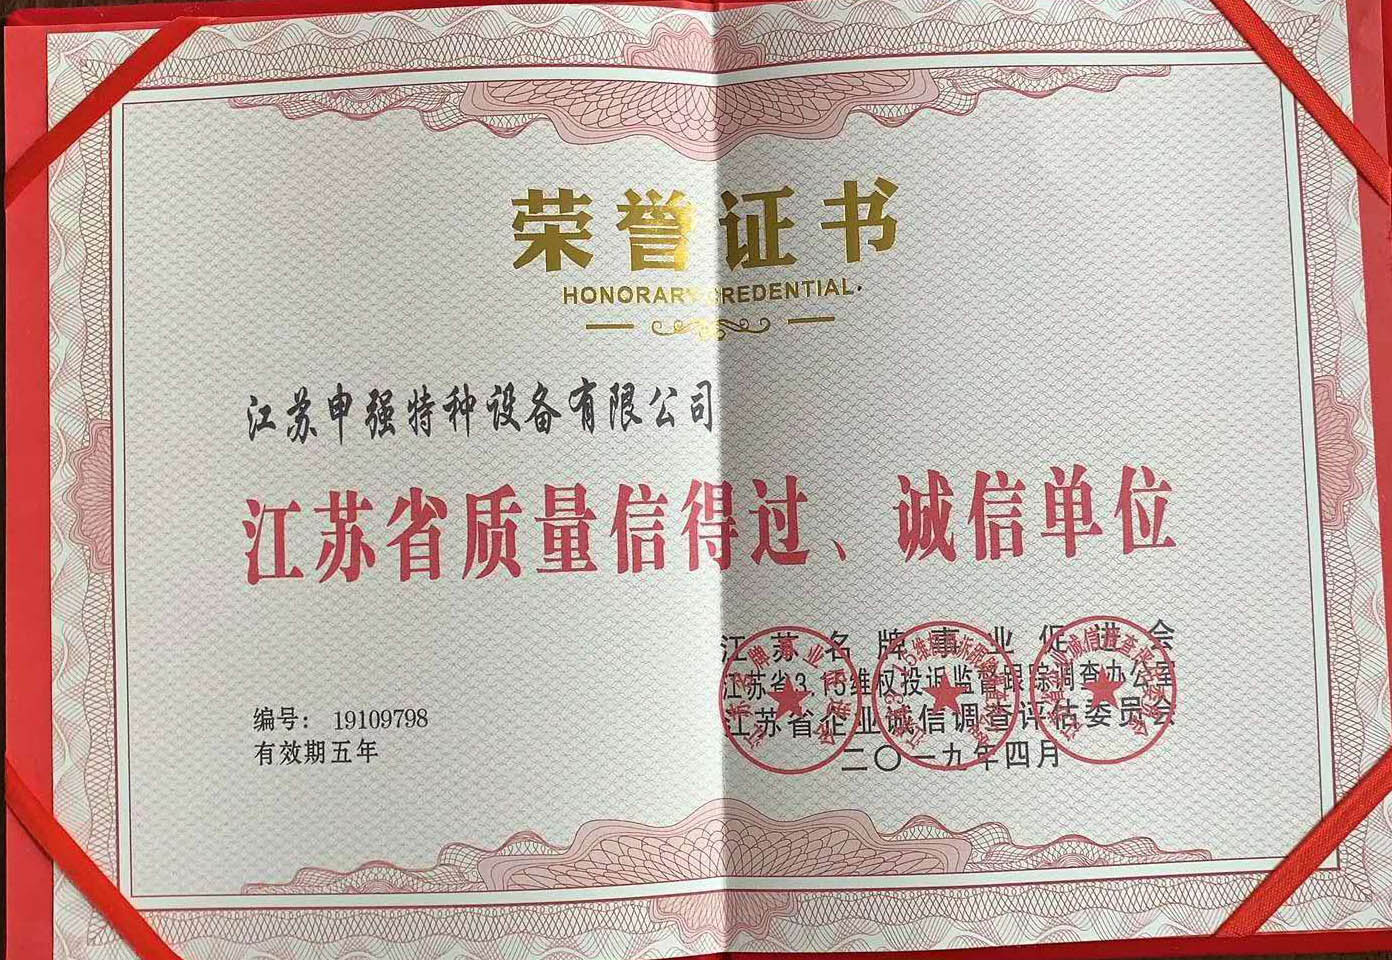 荣誉证书
HONORARY CREDENTIAL.
江苏申强特种设备有限公司
江苏省质量信得过、诚信单位
江苏名牌事业促进会
江苏省3.15维权投诉监督跟踪调查办公室
江苏省企业诚信调查评估委员会
二〇一九年四月
编号： 19109798
有效期五年